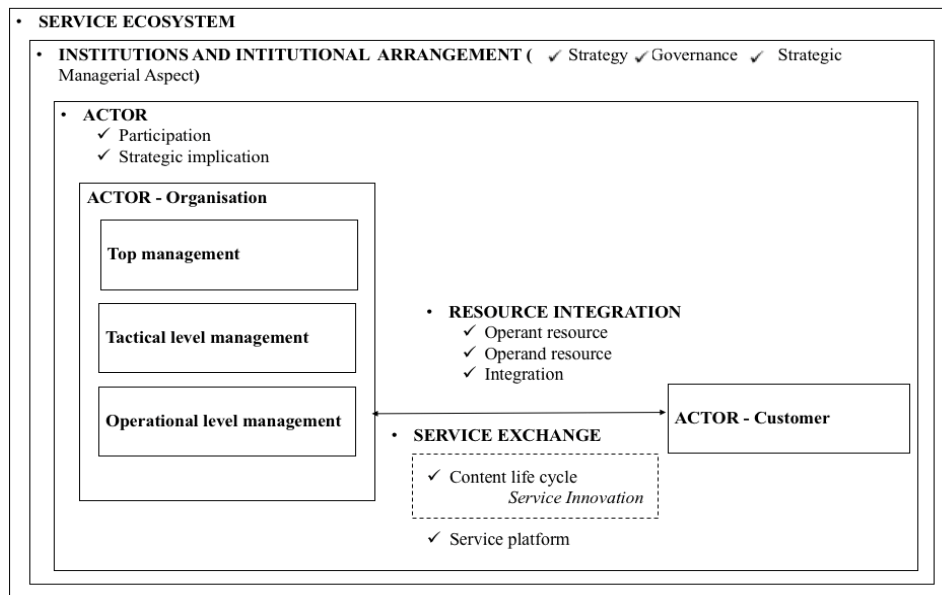 • SERVICE ECOSYSTEM
• INSTITUTIONS AND INTITUTIONAL ARRANGEMENT ( ✓ Strategy ✓ Governance ✓ Strategic
Managerial Aspect)
• ACTOR
✓ Participation
✓ Strategic implication
ACTOR - Organisation
Top management
Tactical level management
Operational level management
• RESOURCE INTEGRATION
✓ Operant resource
✓ Operand resource
✓ Integration
ACTOR - Customer
• SERVICE EXCHANGE
✓ Content life cycle
Service Innovation
✓ Service platform